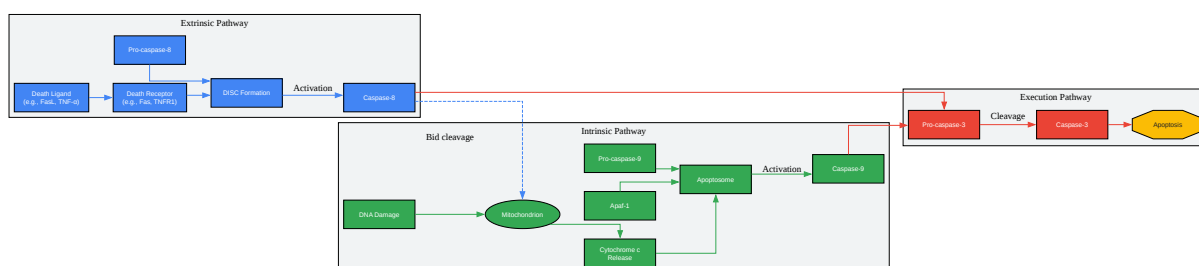 Extrinsic Pathway
Pro-caspase-8
Death Ligand
(e.g., FasL, TNF-α)
Death Receptor
(e.g., Fas, TNFR1)
DISC Formation
Activation
Caspase-8
Execution Pathway
Pro-caspase-3
Cleavage
Caspase-3
Apoptosis
Bid cleavage
Intrinsic Pathway
Pro-caspase-9
Apoptosome
Activation
Caspase-9
Apaf-1
DNA Damage
Mitochondrion
Cytochrome c
Release